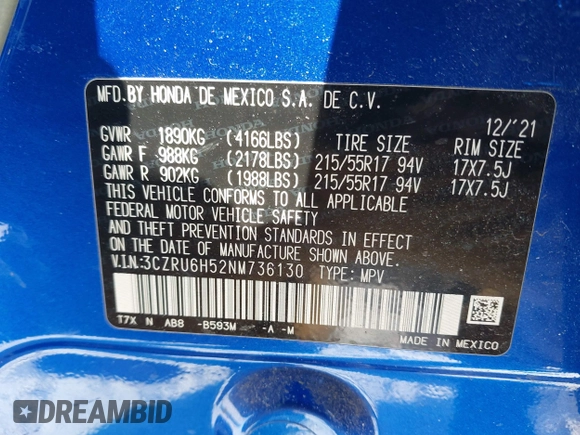 MFD.BY HONDA DE MEXICO S.A. DE C.V.
12/'21
GVWR 1890KG (4166LBS) TIRE SIZE RIM SIZE
GAWR F 988KG (2178LBS) 215/55R17 94V 17X7.5J
GAWR R 902KG (1988LBS) 215/55R17 94V 17X7.5J
THIS VEHICLE CONFORMS TO ALL APPLICABLE
FEDERAL MOTOR VEHICLE SAFETY
AND THEFT PREVENTION STANDARDS IN EFFECT
ON THE DATE OF MANUFACTURE SHOWN ABOVE.
V.I.N:3CZRU6H52NM736130 TYPE: MPV
T7X N AB8 -B593M -A -M
MADE IN MEXICO
DREAMBID